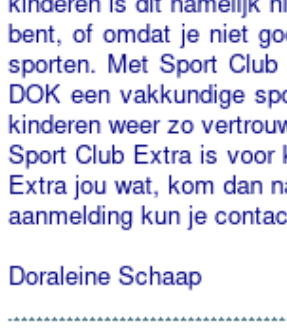 kinderen is dit namelijk
bent, of omdat je niet
sporten. Met Sport Club
DOK een vakkundige
kinderen weer zo
Sport Club Extra is voor
Extra jou wat, kom dan
aanmelding kun je
Doraleine Schaap